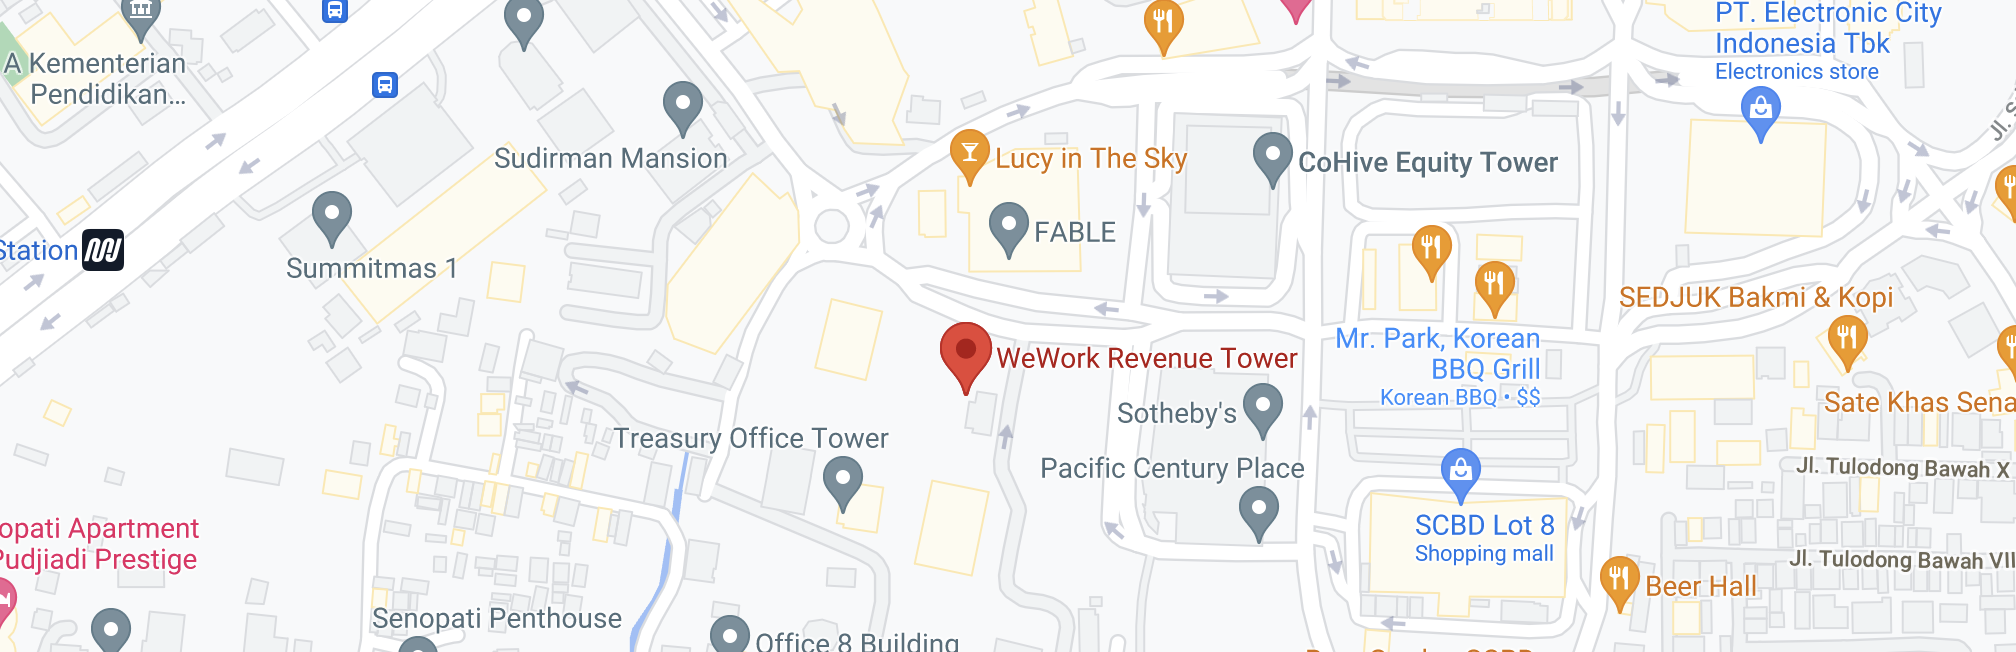 A Kementerian
Pendidikan...
PT. Electronic City
Indonesia Tbk
Electronics store
Sudirman Mansion
Lucy in The Sky
CoHive Equity Tower
FABLE
Station
Summitmas 1
SEDJUK Bakmi & Kopi
Mr. Park, Korean
BBQ Grill
Korean BBQ • $$
WeWork Revenue Tower
Sate Khas Sena
Sotheby's
Treasury Office Tower
Pacific Century Place
Jl. Tulodong Bawah X
opati Apartment
Pudjiadi Prestige
SCBD Lot 8
Shopping mall
Jl. Tulodong Bawah VII
Beer Hall
Senopati Penthouse
Office 8 Building